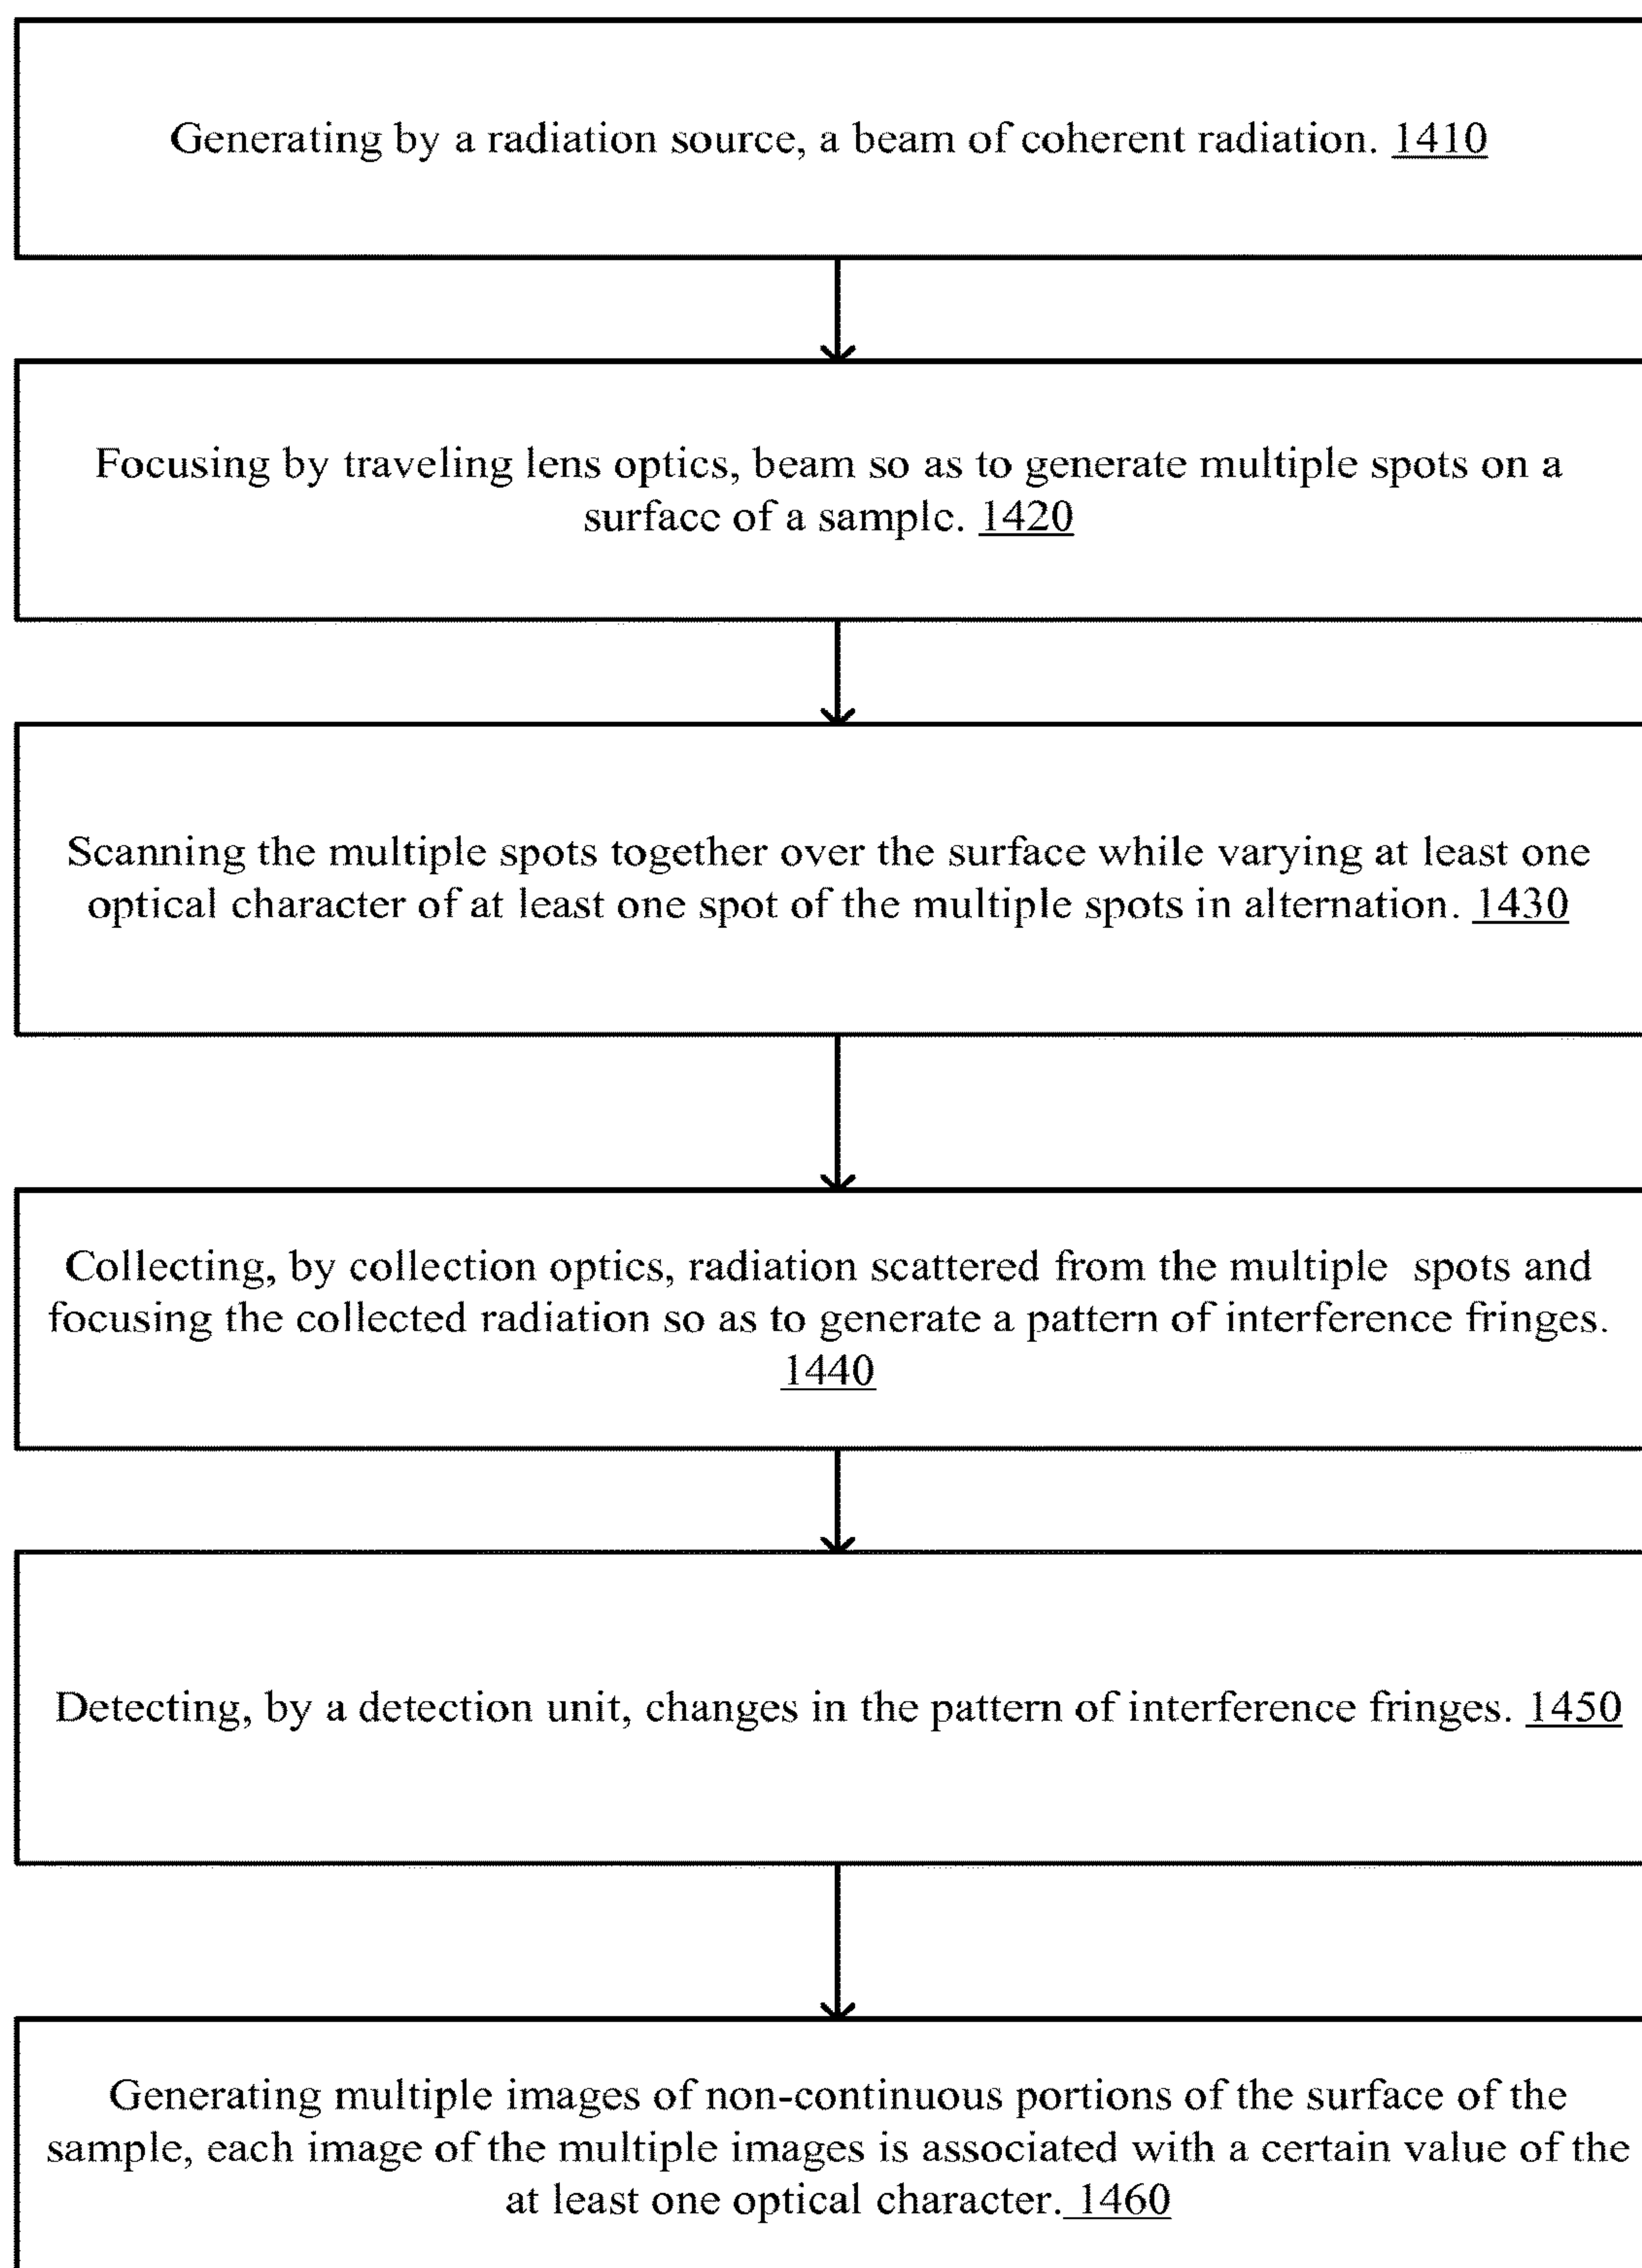 Generating by a radiation source, a beam of coherent radiation. 1410
Focusing by traveling lens optics, beam so as to generate multiple spots on a
surface of a sample. 1420
Scanning the multiple spots together over the surface while varying at least one
optical character of at least one spot of the multiple spots in alternation. 1430
Collecting, by collection optics, radiation scattered from the multiple spots and
focusing the collected radiation so as to generate a pattern of interference fringes.
1440
Detecting, by a detection unit, changes in the pattern of interference fringes. 1450
Generating multiple images of non-continuous portions of the surface of the
sample, each image of the multiple images is associated with a certain value of the
at least one optical character. 1460